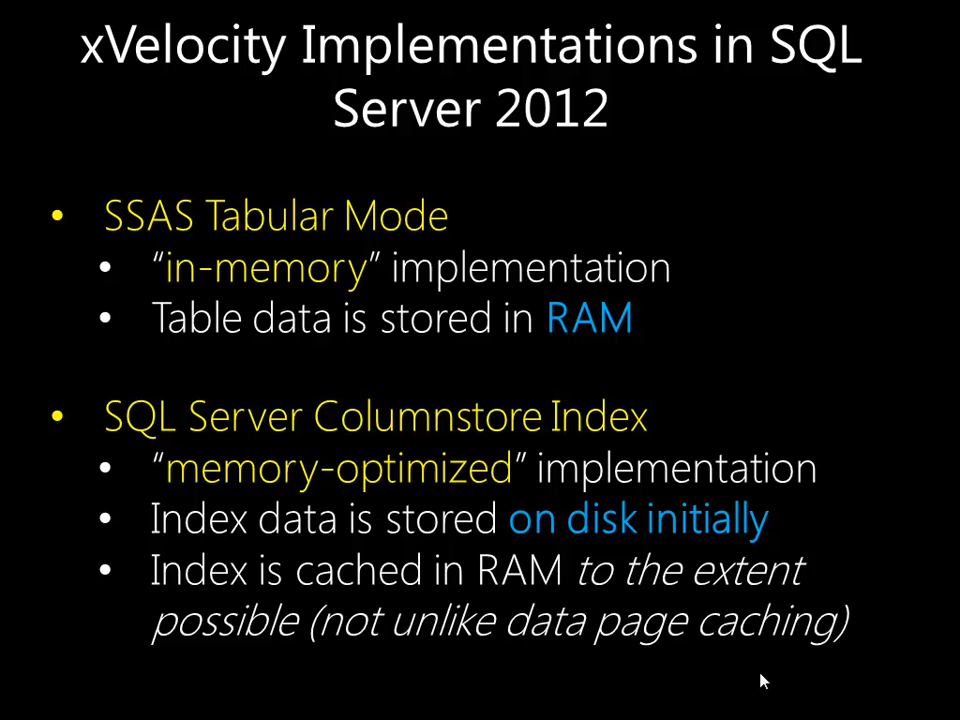 xVelocity Implementations in SQL
Server 2012
• SSAS Tabular Mode
• “in-memory” implementation
• Table data is stored in RAM
• SQL Server Columnstore Index
• “memory-optimized” implementation
• Index data is stored on disk initially
• Index is cached in RAM to the extent
possible (not unlike data page caching)